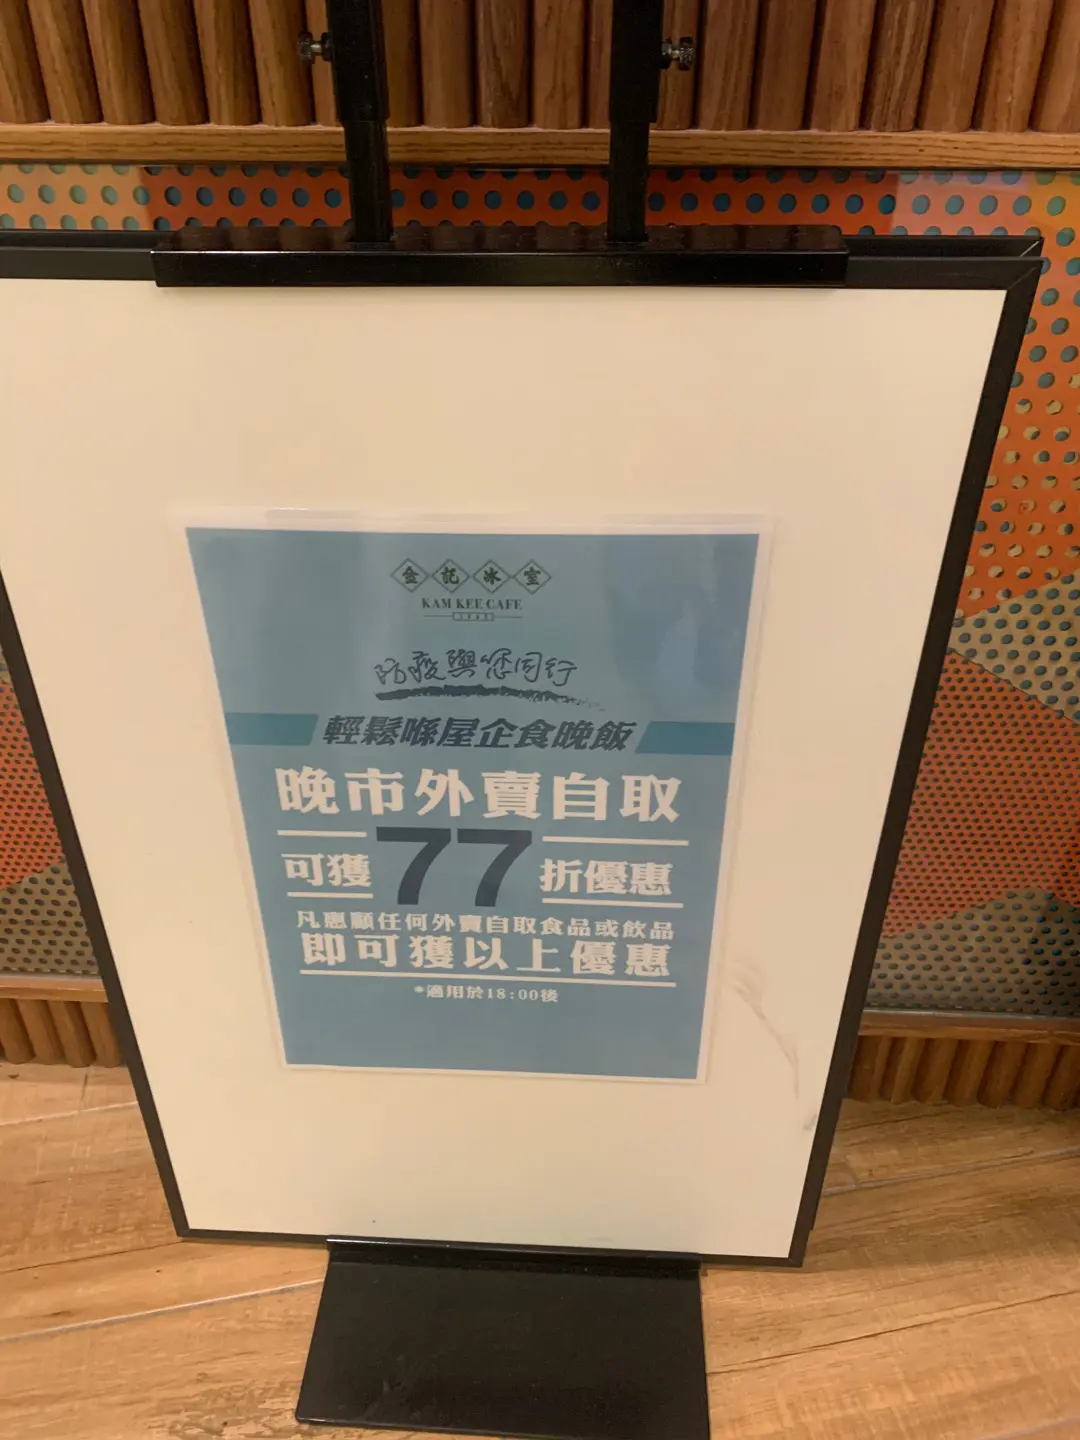 金記冰室
KAM KEE CAFE
防疫與您同行
輕鬆喺屋企食晚飯
晚市外賣自取
可獲77折優惠
凡惠顧任何外賣自取食品或飲品
即可獲以上優惠
*適用於18:00後